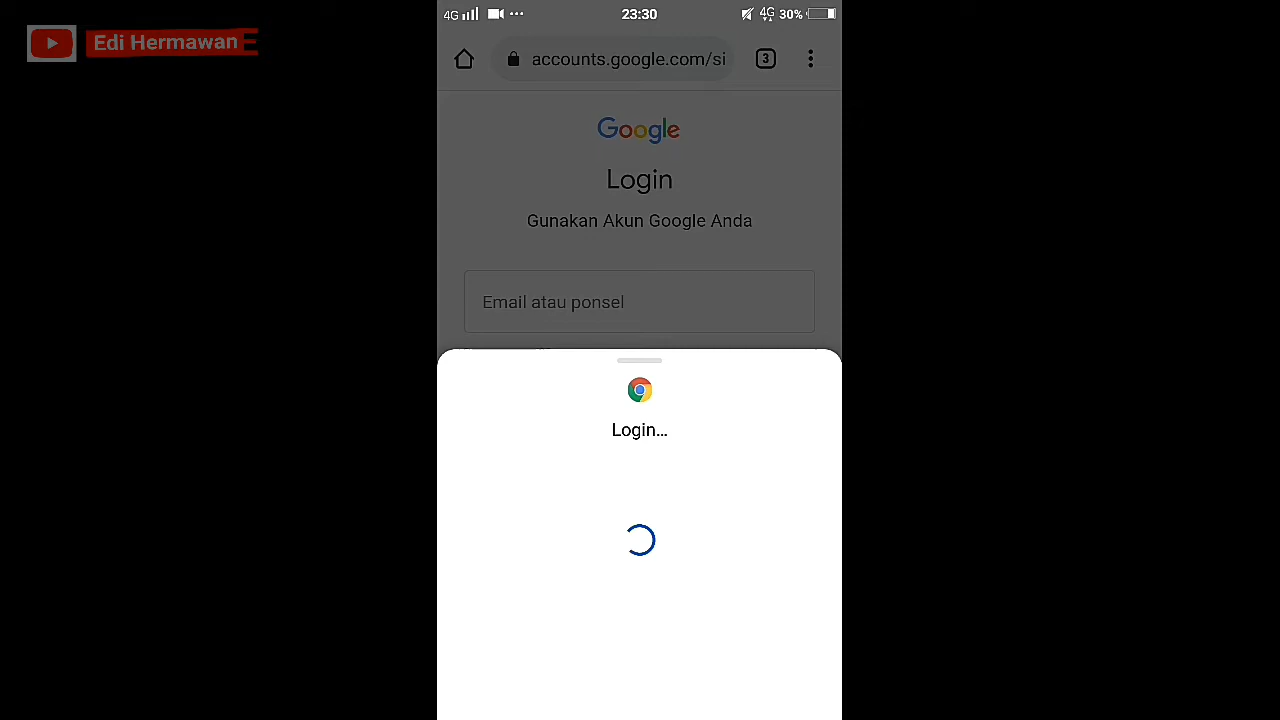 4G 23:30 4G 30%
Edi Hermawan
accounts.google.com/si 3
Google
Login
Gunakan Akun Google Anda
Email atau ponsel
Login...